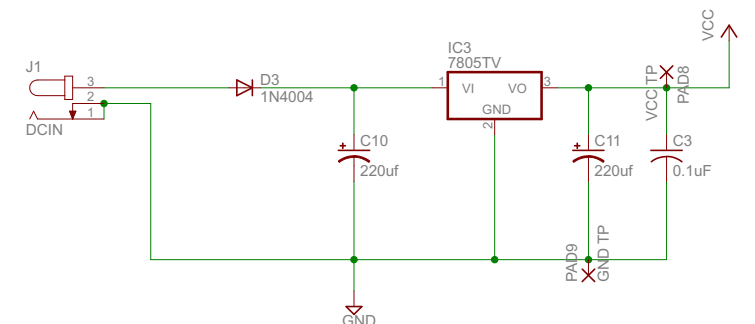 VCC
IC3
7805TV
J1
3
2
1
DCIN
D3
1N4004
1
VI
VO
3
GND
2
VCC TP
PAD8
C10
220uf
C11
220uf
C3
0.1uF
PAD9
GND TP
GND